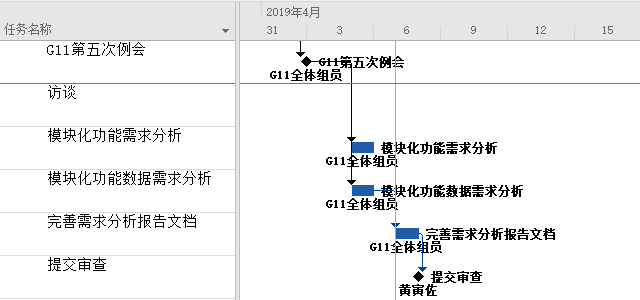 2019年4月
任务名称
31 3 6 9 12 15
G11第五次例会
G11第五次例会
G11全体组员
访谈
模块化功能需求分析
模块化功能需求分析
G11全体组员
模块化功能数据需求分析
模块化功能数据需求分析
G11全体组员
完善需求分析报告文档
完善需求分析报告文档
G11全体组员
提交审查
提交审查
黄寅佐